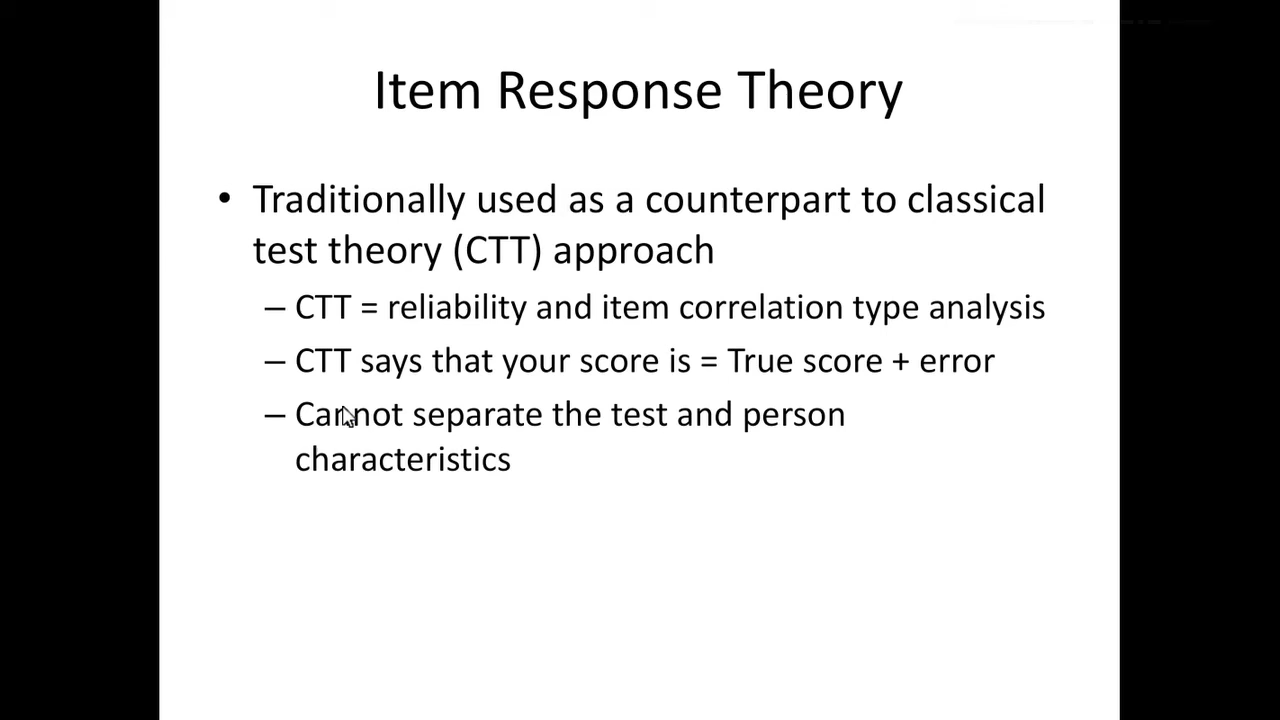 Item Response Theory
• Traditionally used as a counterpart to classical
test theory (CTT) approach
– CTT = reliability and item correlation type analysis
– CTT says that your score is = True score + error
– Cannot separate the test and person
characteristics